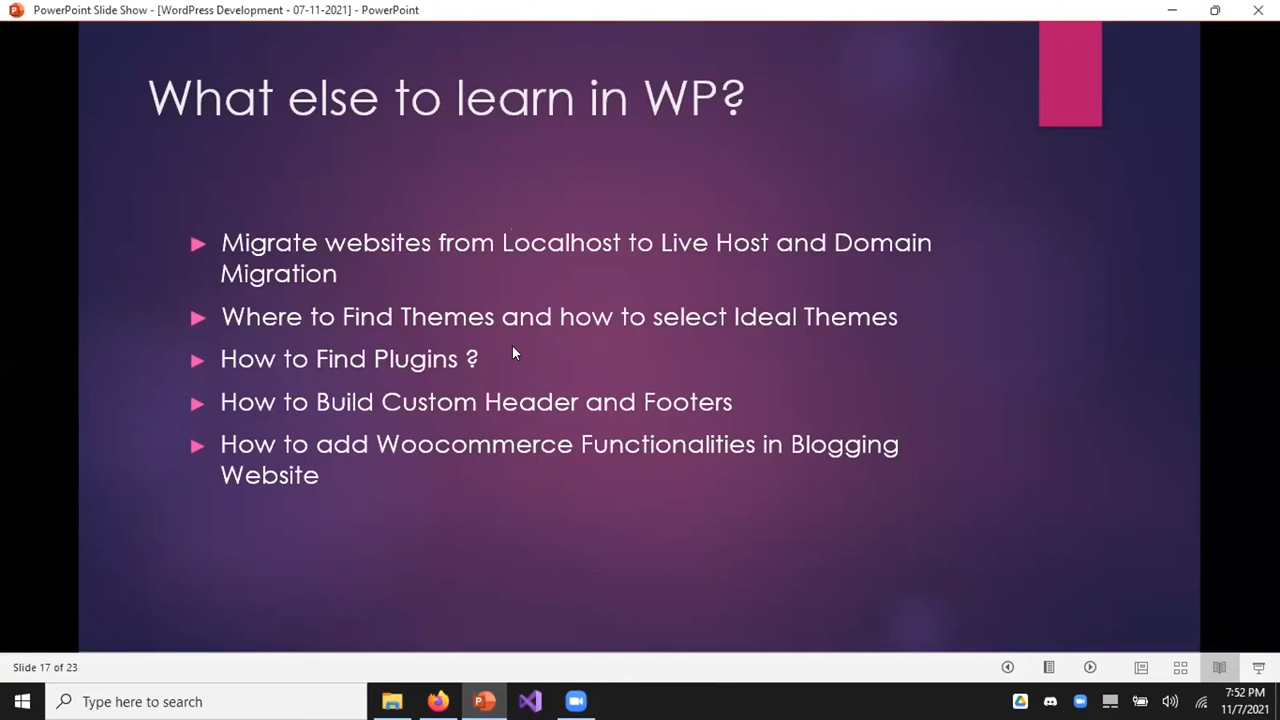 PowerPoint Slide Show - [WordPress Development - 07-11-2021] - PowerPoint
What else to learn in WP?
Migrate websites from Localhost to Live Host and Domain
Migration
Where to Find Themes and how to select Ideal Themes
How to Find Plugins ?
How to Build Custom Header and Footers
How to add Woocommerce Functionalities in Blogging
Website
Slide 17 of 23
Type here to search
7:52 PM
11/7/2021